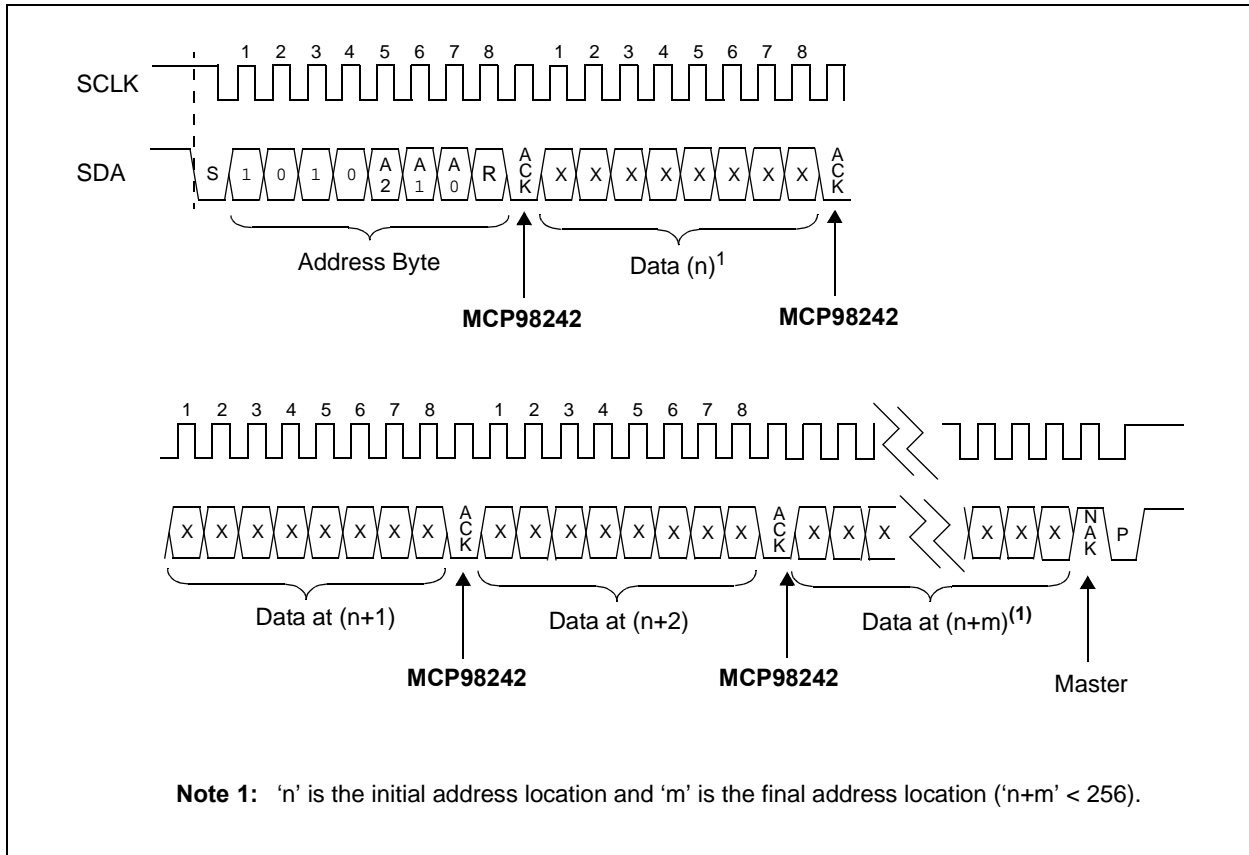 1 2 3 4 5 6 7 8 1 2 3 4 5 6 7 8
SCLK
SDA S 1 0 1 0 A2 A1 A0 R ACK X X X X X X X X ACK
Address Byte Data (n)1
MCP98242 MCP98242
1 2 3 4 5 6 7 8 1 2 3 4 5 6 7 8
X X X X X X X X ACK X X X X X X X X ACK X X X X X X NAK P
Data at (n+1) Data at (n+2) Data at (n+m)(1)
MCP98242 MCP98242 Master
Note 1: ‘n’ is the initial address location and ‘m’ is the final address location (‘n+m’ < 256).